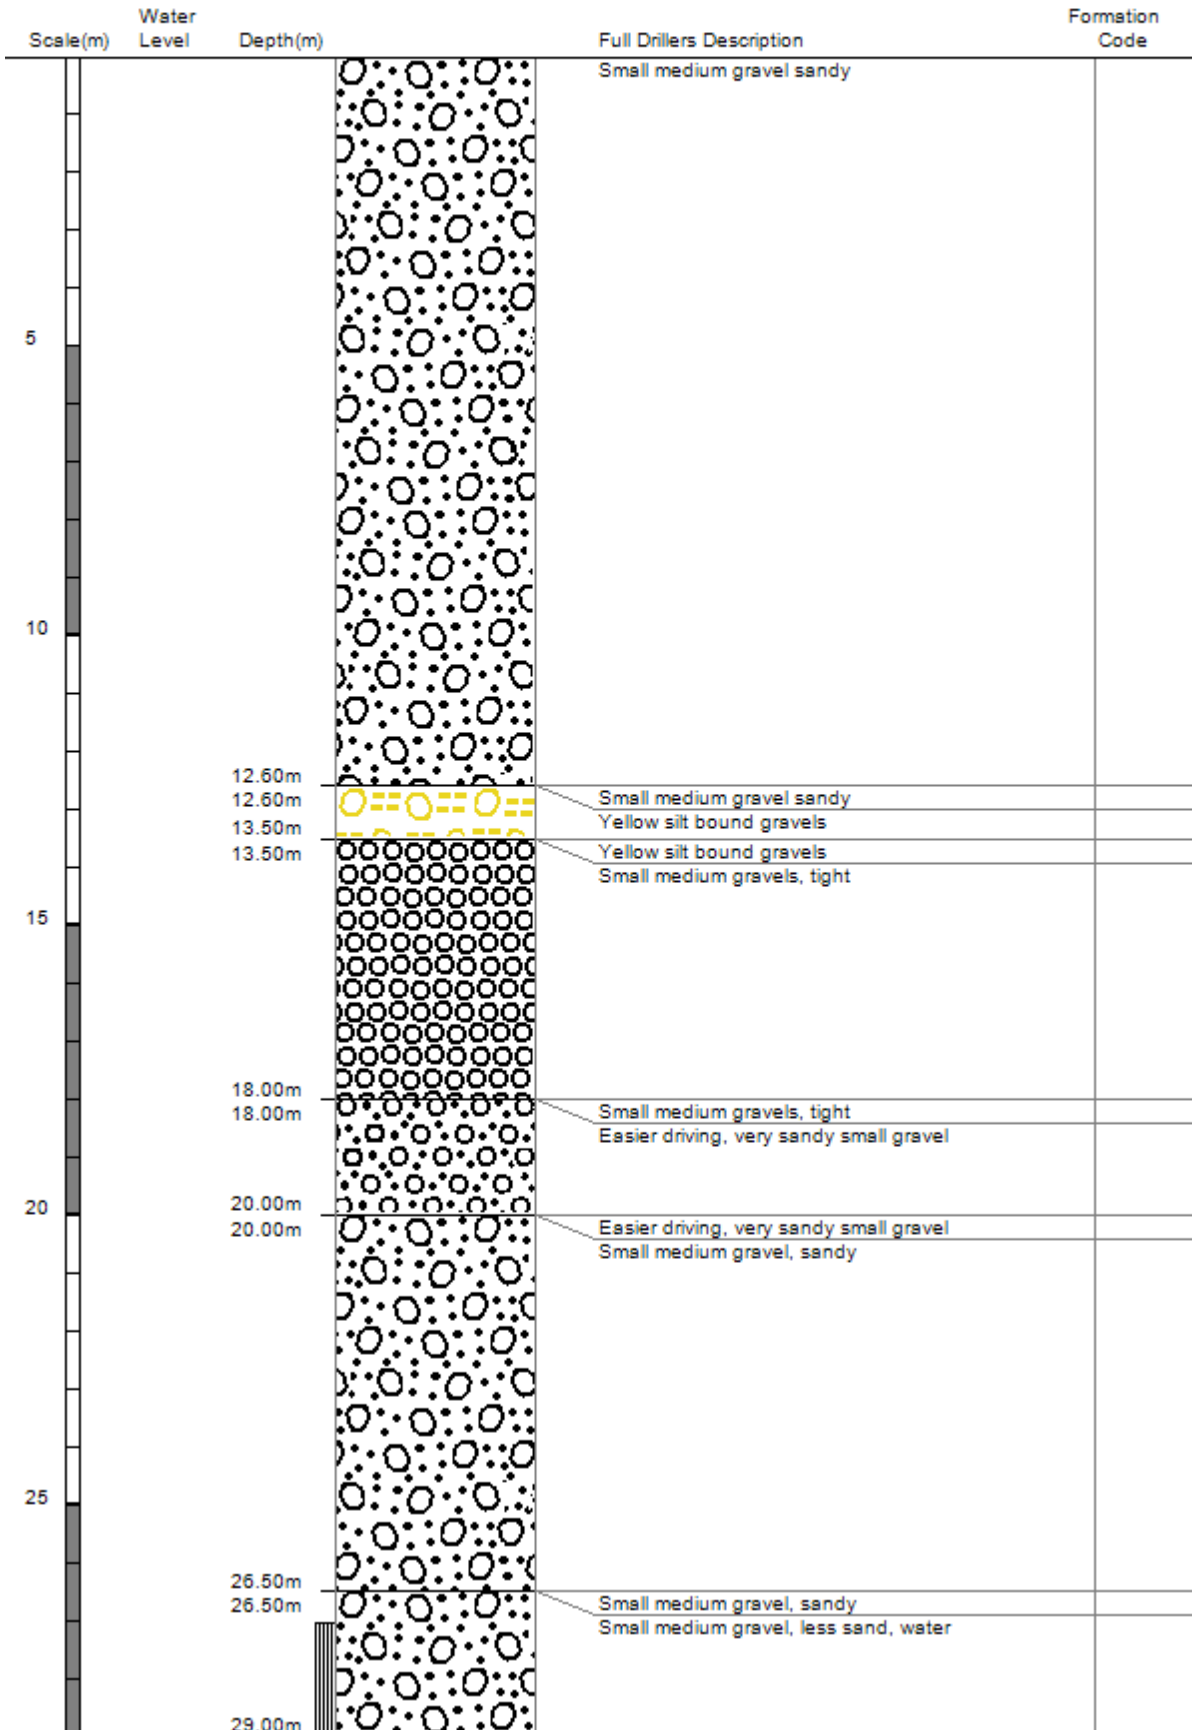 Water
Formation
Scale(m) Level Depth(m) Full Drillers Description Code
Small medium gravel sandy
5
10
12.60m
12.60m Small medium gravel sandy
Yellow silt bound gravels
13.50m
13.50m Yellow silt bound gravels
Small medium gravels, tight
15
18.00m
18.00m Small medium gravels, tight
Easier driving, very sandy small gravel
20 20.00m
20.00m Easier driving, very sandy small gravel
Small medium gravel, sandy
25
26.50m
26.50m Small medium gravel, sandy
Small medium gravel, less sand, water
29.00m